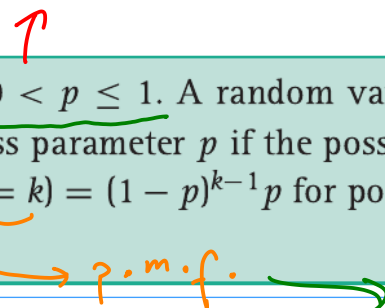 < p ≤ 1. A random va
ss parameter p if the poss
= k) = (1 − p)^{k−1} p for po
p.m.f.